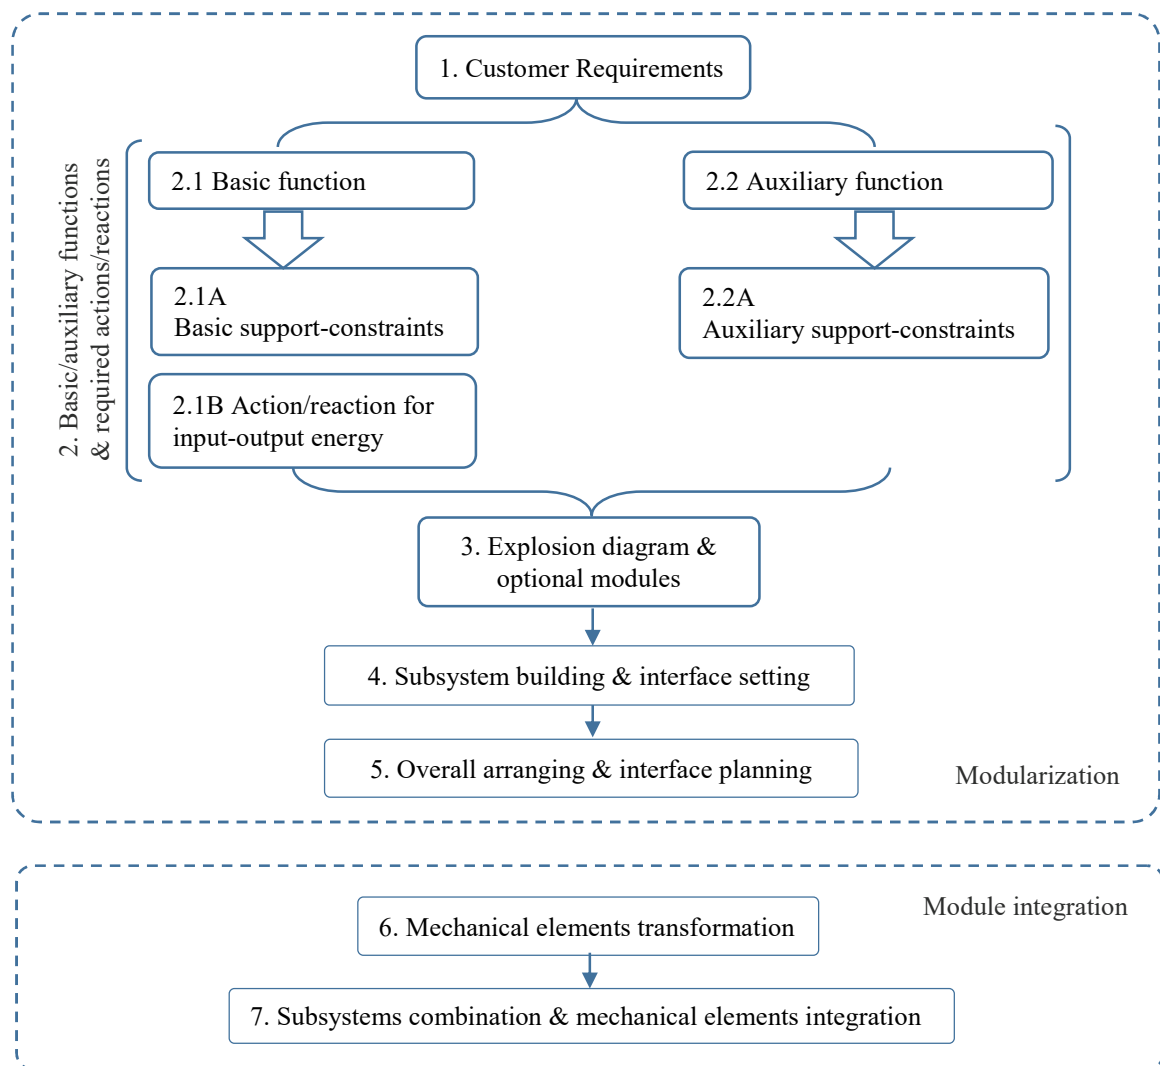 1. Customer Requirements
2. Basic/auxiliary functions
& required actions/reactions
2.1 Basic function
2.2 Auxiliary function
2.1A
Basic support-constraints
2.2A
Auxiliary support-constraints
2.1B Action/reaction for
input-output energy
3. Explosion diagram &
optional modules
4. Subsystem building & interface setting
5. Overall arranging & interface planning
Modularization
Module integration
6. Mechanical elements transformation
7. Subsystems combination & mechanical elements integration